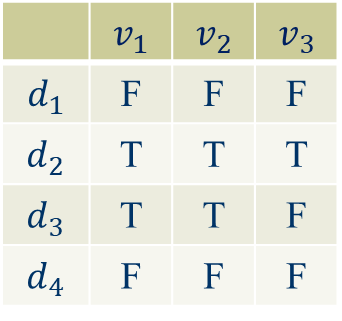 v₁ v₂ v₃
d₁ F F F
d₂ T T T
d₃ T T F
d₄ F F F